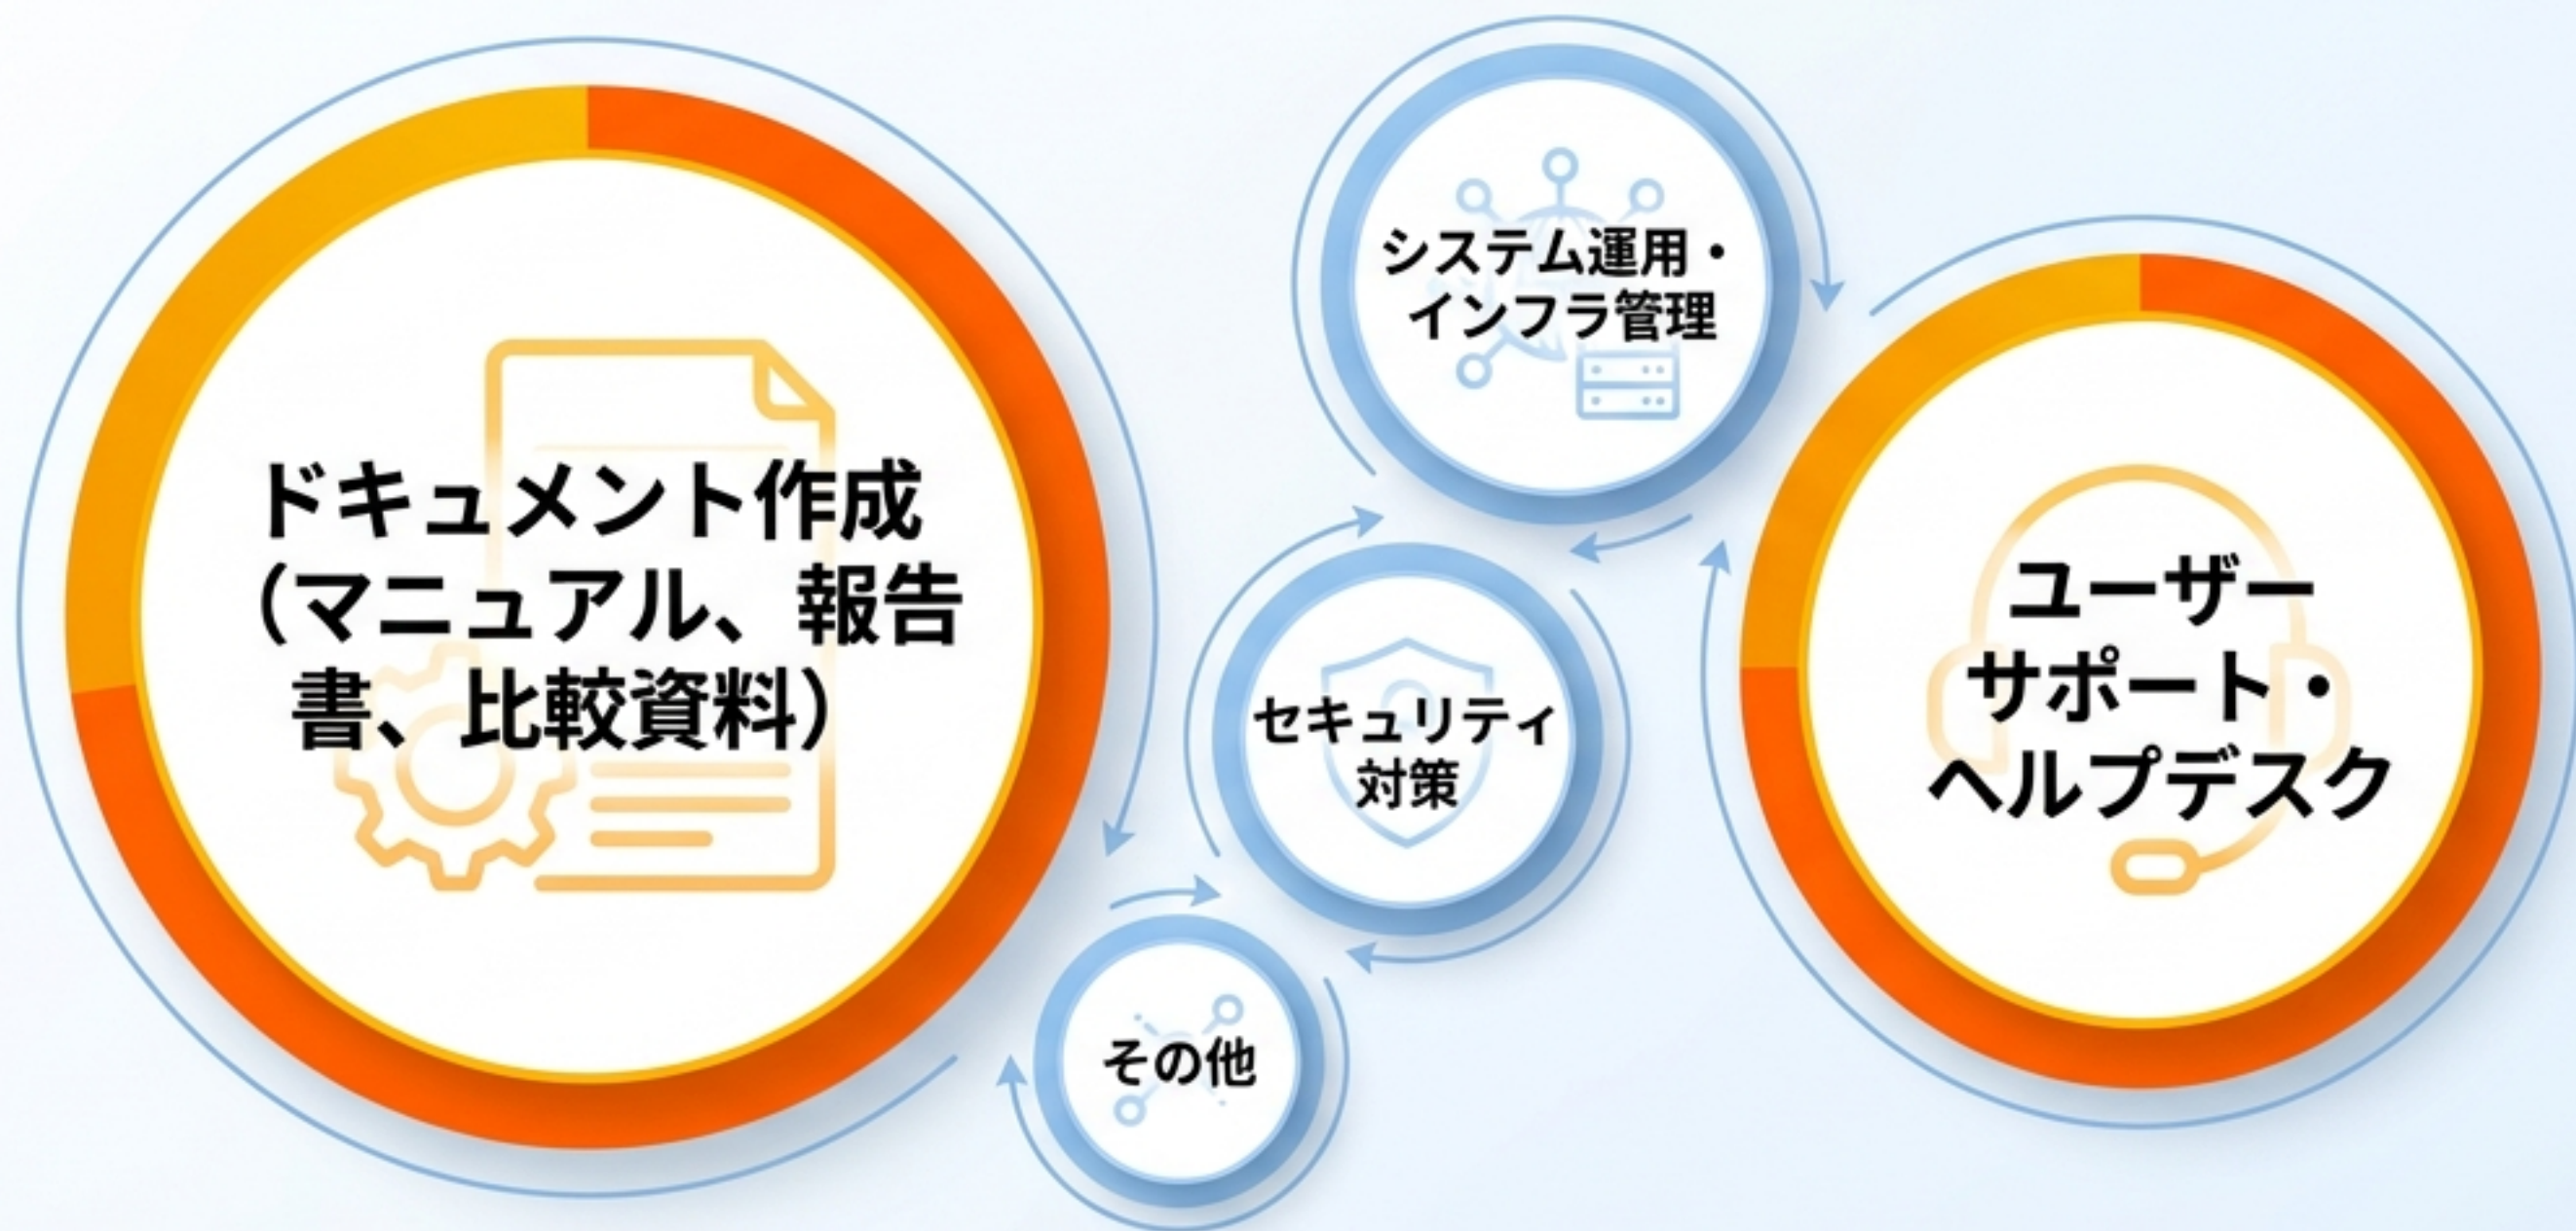 ドキュメント作成
（マニュアル、報告
書、比較資料）
システム運用・
インフラ管理
セキュリティ
対策
その他
ユーザー
サポート・
ヘルプデスク